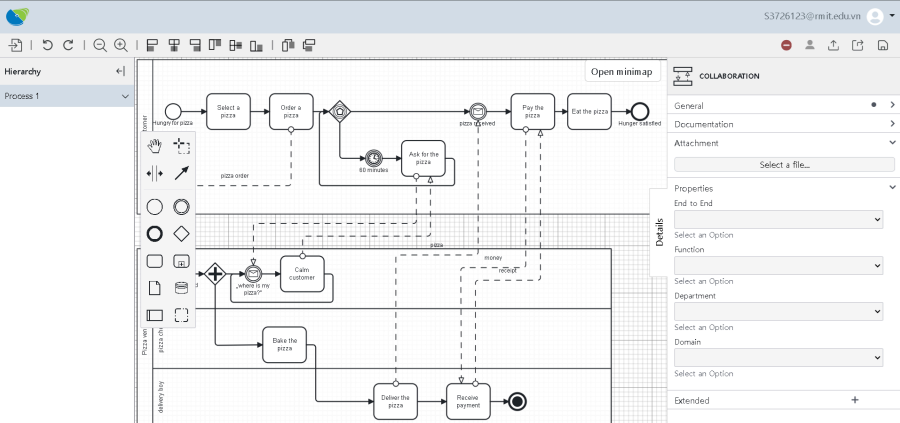 S3726123@rmit.edu.vn
Hierarchy
Process 1
Open minimap
COLLABORATION
General
Documentation
Attachment
Select a file...
Properties
End to End
Select an Option
Function
Select an Option
Department
Select an Option
Domain
Select an Option
Extended
Details
Hungry for pizza
Select a
pizza
Order a
pizza
pizza received
Pay the
pizza
Eat the pizza
Hunger satisfied
60 minutes
Ask for the
pizza
pizza order
tomer
pizza
money
receipt
d
„where is my
pizza?"
Calm
customer
Pizza ven
pizza che
Bake the
pizza
delivery boy
Deliver the
pizza
Receive
payment